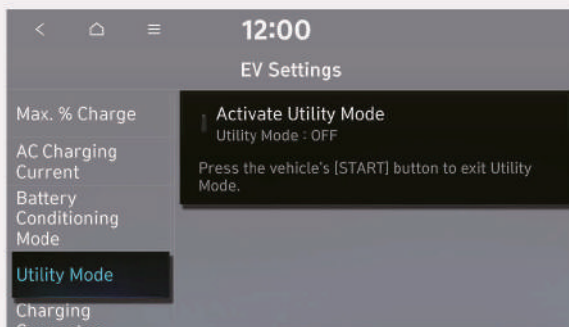 12:00
EV Settings
Max. % Charge
AC Charging
Current
Battery
Conditioning
Mode
Utility Mode
Charging
Activate Utility Mode
Utility Mode : OFF
Press the vehicle's [START] button to exit Utility
Mode.